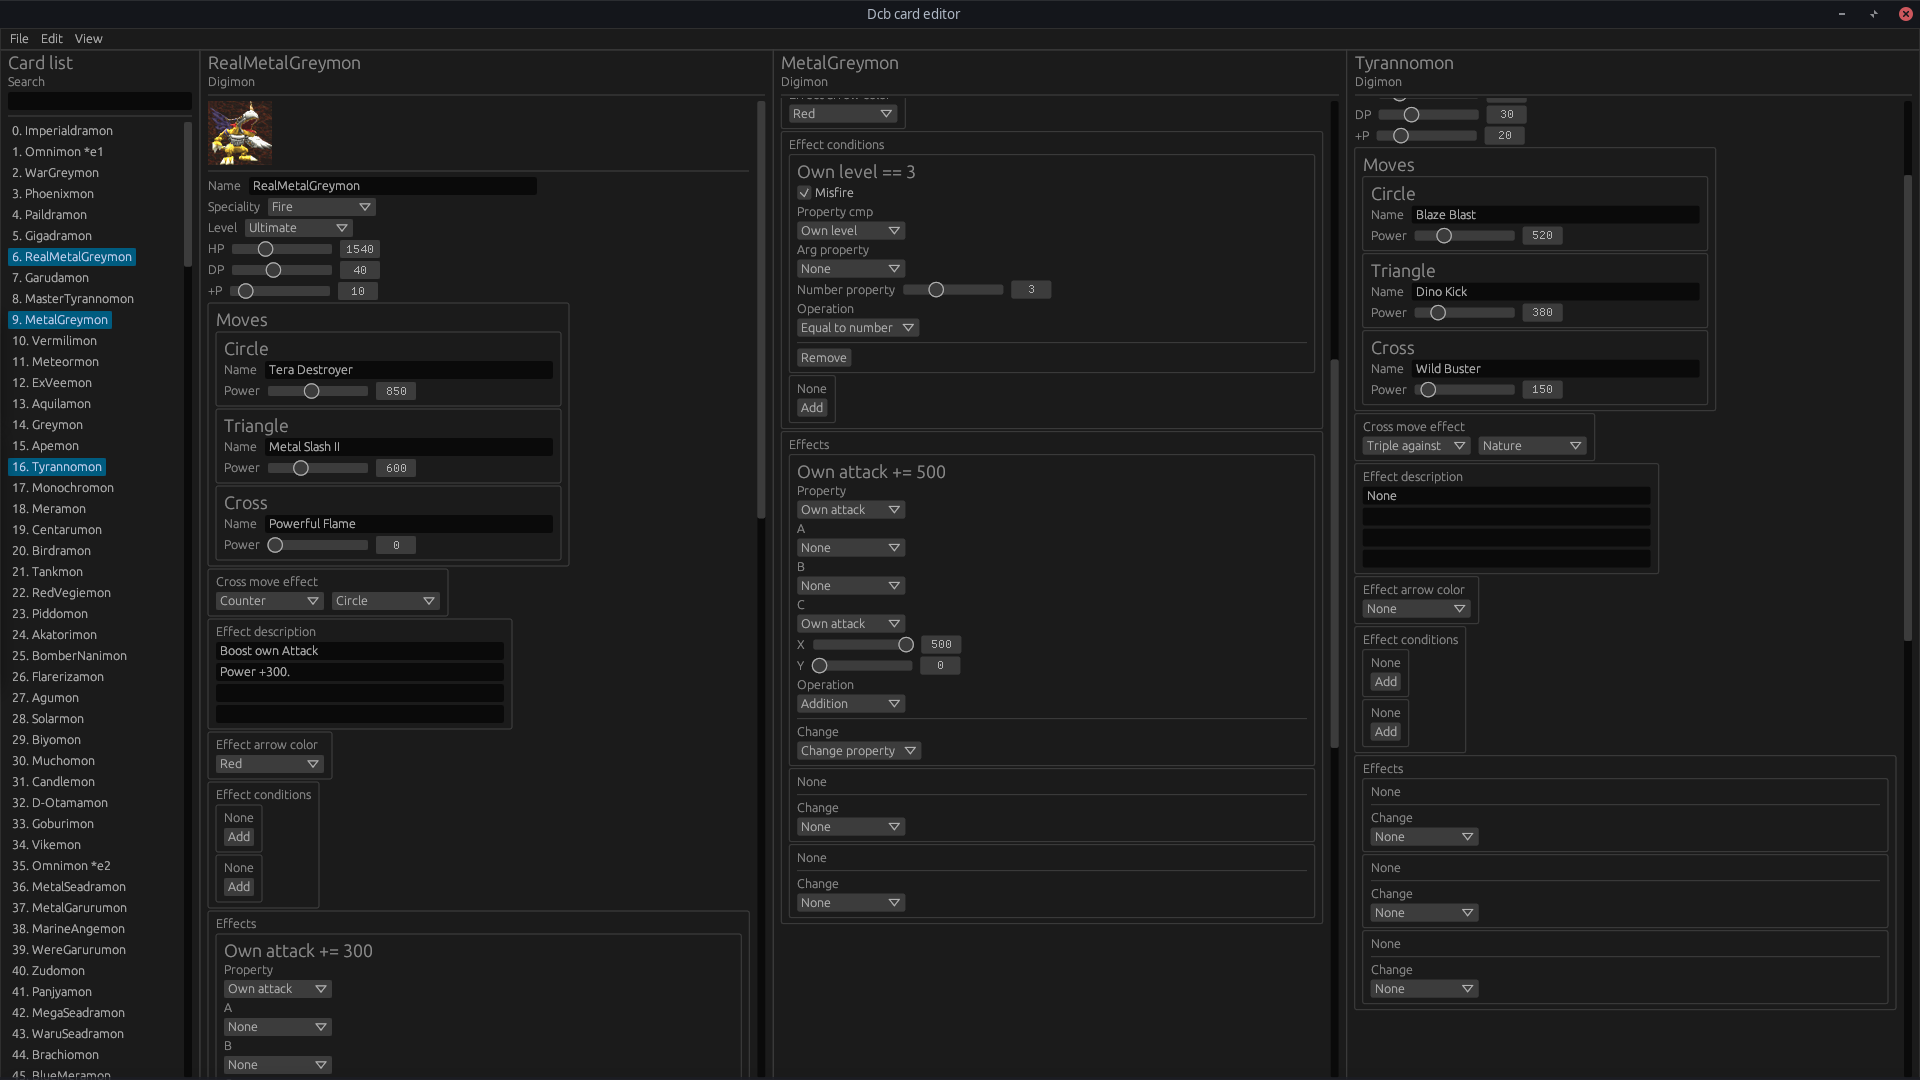 Dcb card editor
File Edit View
Card list
Search
0. Imperialdramon
1. Omnimon *e1
2. WarGreymon
3. Phoenixmon
4. Paildramon
5. Gigadramon
6. RealMetalGreymon
7. Garudamon
8. MasterTyrannomon
9. MetalGreymon
10. Vermilimon
11. Meteormon
12. ExVeemon
13. Aquilamon
14. Greymon
15. Apemon
16. Tyrannomon
17. Monochromon
18. Meramon
19. Centarumon
20. Birdramon
21. Tankmon
22. RedVegiemon
23. Piddomon
24. Akatorimon
25. BomberNanimon
26. Flarerizamon
27. Agumon
28. Solarmon
29. Biyomon
30. Muchomon
31. Candlemon
32. D-Otamamon
33. Goburimon
34. Vikemon
35. Omnimon *e2
36. MetalSeadramon
37. MetalGarurumon
38. MarineAngemon
39. WereGarurumon
40. Zudomon
41. Panjyamon
42. MegaSeadramon
43. WaruSeadramon
44. Brachiomon
45. BlueMeramon
RealMetalGreymon
Digimon
Name RealMetalGreymon
Speciality Fire
Level Ultimate
HP 1540
DP 40
+P 10
Moves
Circle
Name Tera Destroyer
Power 850
Triangle
Name Metal Slash II
Power 600
Cross
Name Powerful Flame
Power 0
Cross move effect
Counter Circle
Effect description
Boost own Attack
Power +300.
Effect arrow color
Red
Effect conditions
None
Add
None
Add
Effects
Own attack += 300
Property
Own attack
A
None
B
None
MetalGreymon
Digimon
Effect arrow color
Red
Effect conditions
Own level == 3
Misfire
Property cmp
Own level
Arg property
None
Number property 3
Operation
Equal to number
Remove
None
Add
Effects
Own attack += 500
Property
Own attack
A
None
B
None
C
Own attack
X 500
Y 0
Operation
Addition
Change
Change property
None
Change
None
None
Change
None
Tyrannomon
Digimon
DP 30
+P 20
Moves
Circle
Name Blaze Blast
Power 520
Triangle
Name Dino Kick
Power 380
Cross
Name Wild Buster
Power 150
Cross move effect
Triple against Nature
Effect description
None
Effect arrow color
None
Effect conditions
None
Add
None
Add
Effects
None
Change
None
None
Change
None
None
Change
None